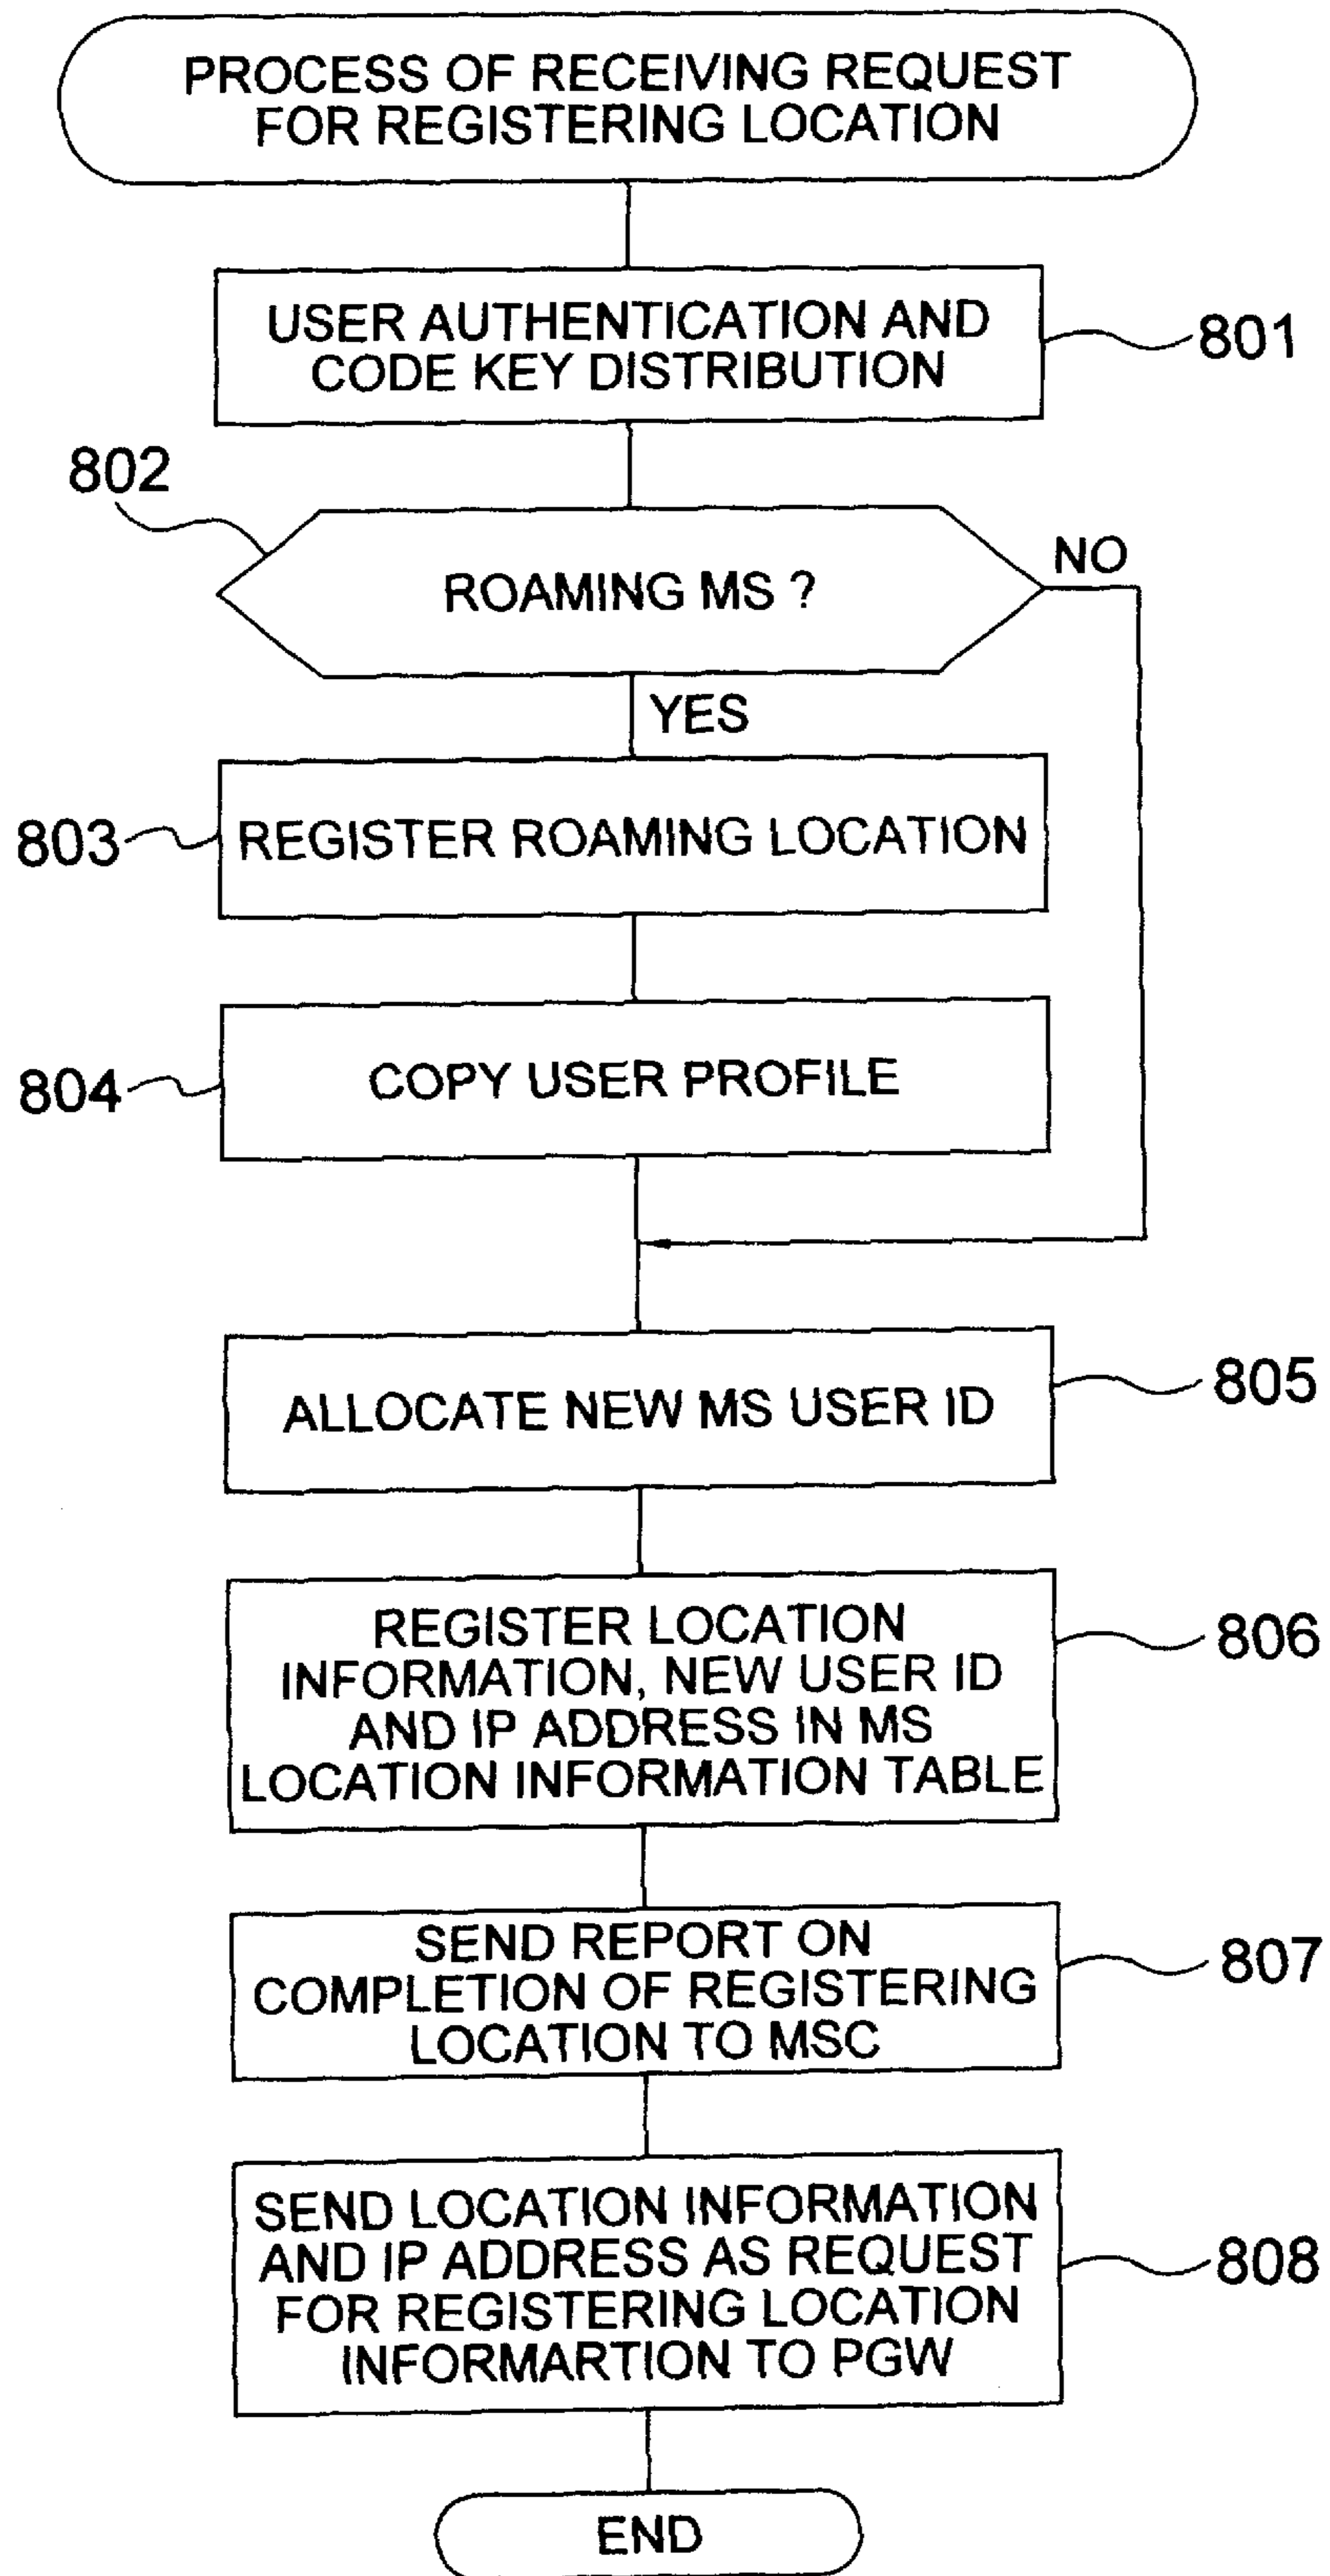 PROCESS OF RECEIVING REQUEST
FOR REGISTERING LOCATION
USER AUTHENTICATION AND
CODE KEY DISTRIBUTION
801
802
ROAMING MS ?
NO
YES
803
REGISTER ROAMING LOCATION
804
COPY USER PROFILE
ALLOCATE NEW MS USER ID
805
REGISTER LOCATION
INFORMATION, NEW USER ID
AND IP ADDRESS IN MS
LOCATION INFORMATION TABLE
806
SEND REPORT ON
COMPLETION OF REGISTERING
LOCATION TO MSC
807
SEND LOCATION INFORMATION
AND IP ADDRESS AS REQUEST
FOR REGISTERING LOCATION
INFORMARTION TO PGW
808
END